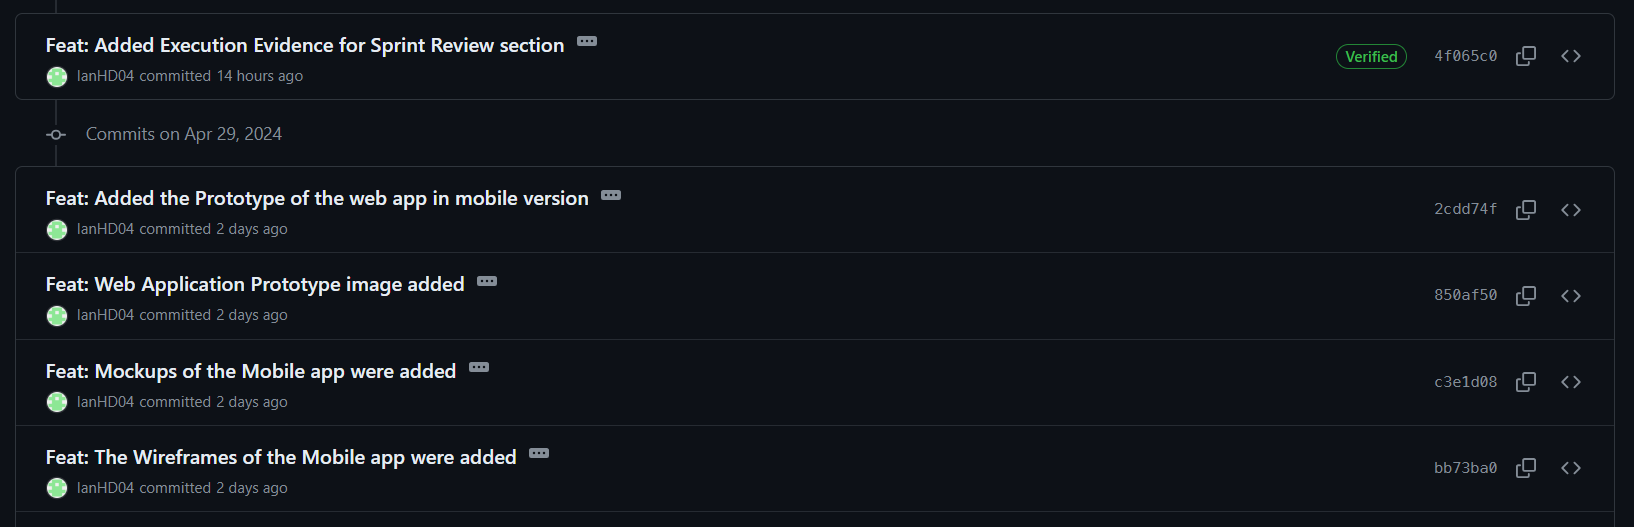 Feat: Added Execution Evidence for Sprint Review section
IanHD04 committed 14 hours ago
Verified 4f065c0
Commits on Apr 29, 2024
Feat: Added the Prototype of the web app in mobile version
IanHD04 committed 2 days ago
2cdd74f
Feat: Web Application Prototype image added
IanHD04 committed 2 days ago
850af50
Feat: Mockups of the Mobile app were added
IanHD04 committed 2 days ago
c3e1d08
Feat: The Wireframes of the Mobile app were added
IanHD04 committed 2 days ago
bb73ba0